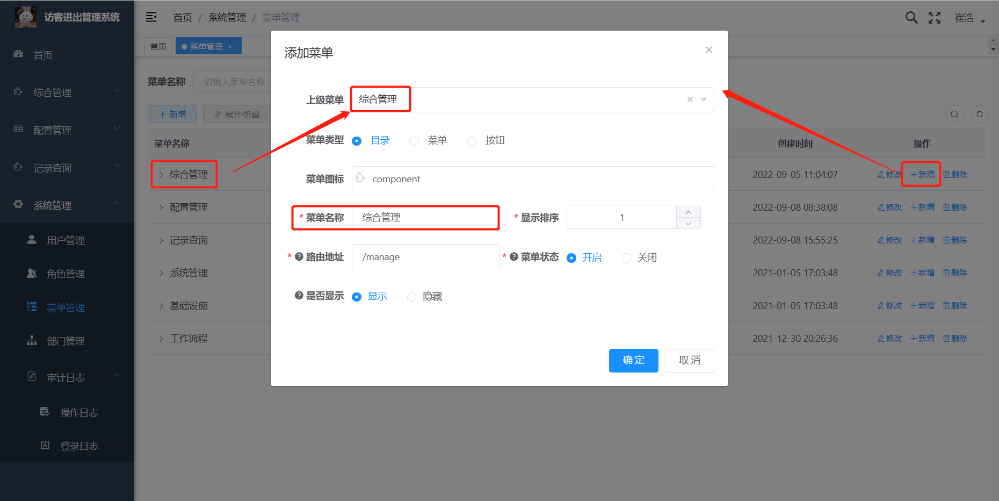 访客进出管理系统
首页 / 系统管理 / 菜单管理
崔浩
首页
综合管理
配置管理
记录查询
系统管理
用户管理
角色管理
菜单管理
部门管理
审计日志
操作日志
登录日志
首页
菜单管理 ×
菜单名称
请输入菜单名称
+ 新增
展开/折叠
菜单名称
创建时间
操作
综合管理
2022-09-05 11:04:07
修改
+新增
删除
配置管理
2022-09-08 08:38:08
修改
+新增
删除
记录查询
2022-09-08 15:55:25
修改
+新增
删除
系统管理
2021-01-05 17:03:48
修改
+新增
删除
基础设施
2021-01-05 17:03:48
修改
+新增
删除
工作流程
2021-12-30 20:26:36
修改
+新增
删除
添加菜单
上级菜单
综合管理
菜单类型
目录
菜单
按钮
菜单图标
component
* 菜单名称
综合管理
* 显示排序
1
* 路由地址
/manage
* 菜单状态
开启
关闭
是否显示
显示
隐藏
确 定
取 消